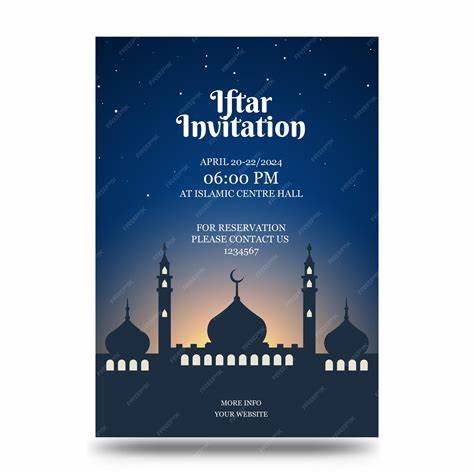 Iftar
Invitation
APRIL 20-22/2024
06:00 PM
AT ISLAMIC CENTRE HALL
FOR RESERVATION
PLEASE CONTACT US
1234567
MORE INFO
YOUR WEBSITE